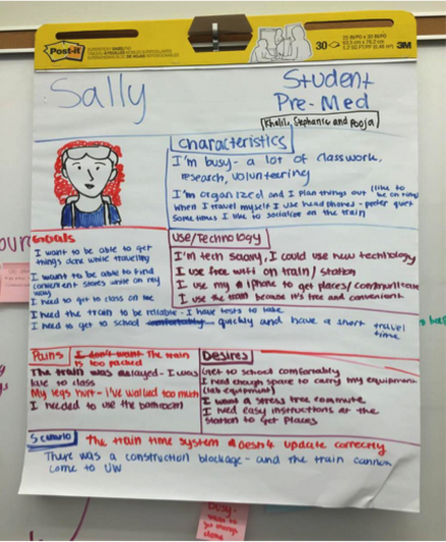 Post-it
30
3M
Sally
Student
Pre-Med
Khalil, Stephanie and Pooja
Characteristics
I'm busy - a lot of classwork,
research, volunteering
I'm organized and I plan things out (like to
be on time)
When I travel myself I use head phones - prefer quiet
Sometimes I like to socialize on the train
Goals
I want to be able to get
things done while traveling
I want to be able to find
convenient stores while on my
way
I need to get to class on time
I need the train to be reliable - I have tests to take
I need to get to school comfortably quickly and have a short travel
time
Use/Technology
I'm tech savvy, I could use new technology
I use free wifi on train / station
I use my iphone to get places/communicate
I use the train because it's free and convenient
Pains
I don't want The train
is too packed
The train was delayed - I was
late to class
My legs hurt - I've walked too much
I needed to use the bathroom
Desires
Get to school comfortably
I need enough space to carry my equipment
(lab equipment)
I want a stress free commute
I need easy instructions at the
station to get places
Scenario
The train time system doesn't update correctly
There was a construction blockage - and the train cannot
come to UW
busy-